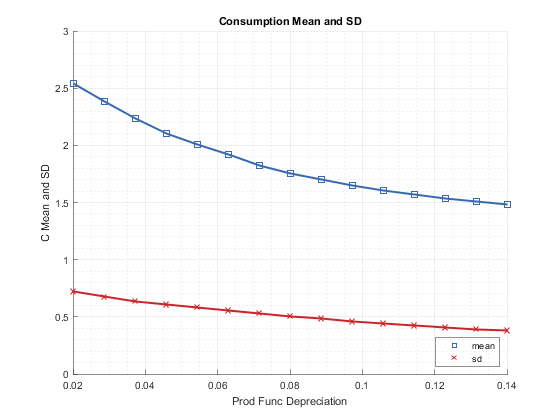 Consumption Mean and SD
3
2.5
2
1.5
1
0.5
0
C Mean and SD
mean
sd
0.02
0.04
0.06
0.08
0.1
0.12
0.14
Prod Func Depreciation